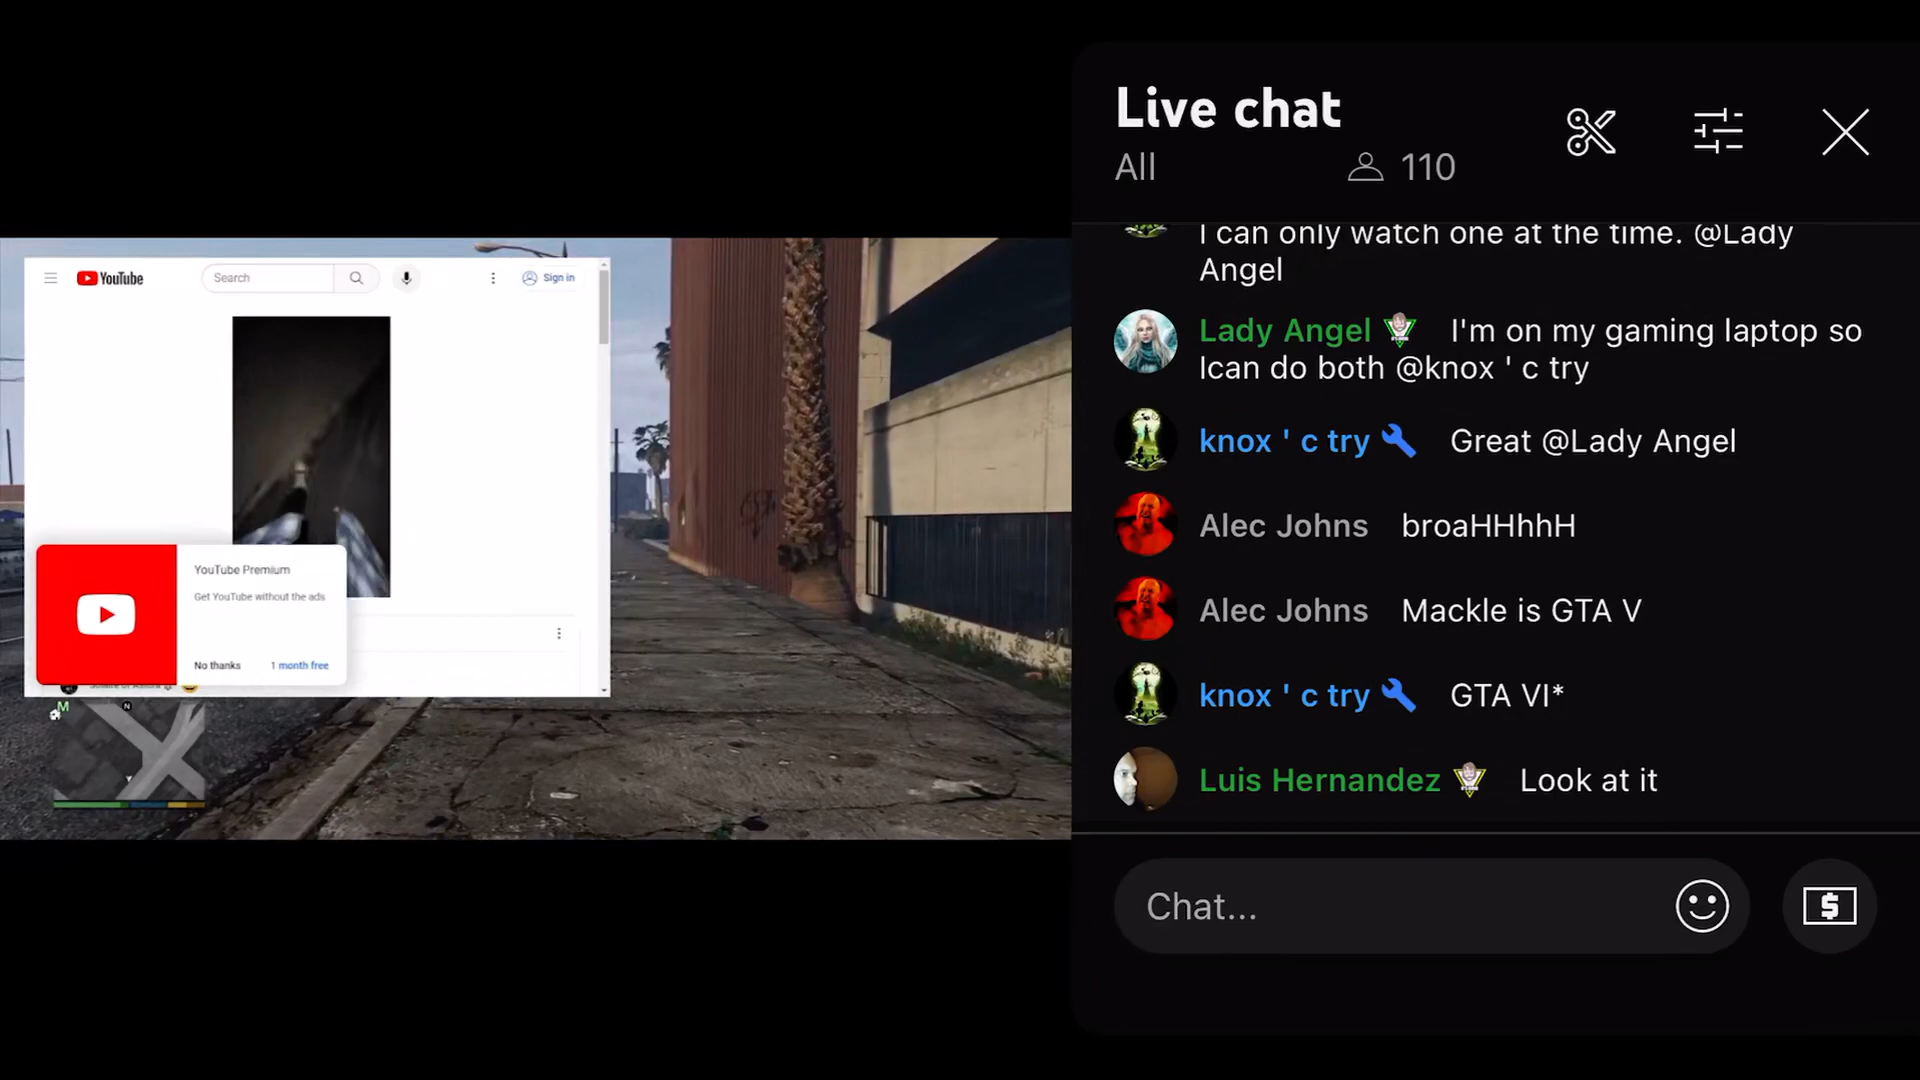 YouTube
Search
Sign in
YouTube Premium
Get YouTube without the ads
No thanks
1 month free
M
N
Live chat
All
110
I can only watch one at the time. @Lady
Angel
Lady Angel I'm on my gaming laptop so
Ican do both @knox ' c try
knox ' c try Great @Lady Angel
Alec Johns broaHHhhH
Alec Johns Mackle is GTA V
knox ' c try GTA VI*
Luis Hernandez Look at it
Chat...
$